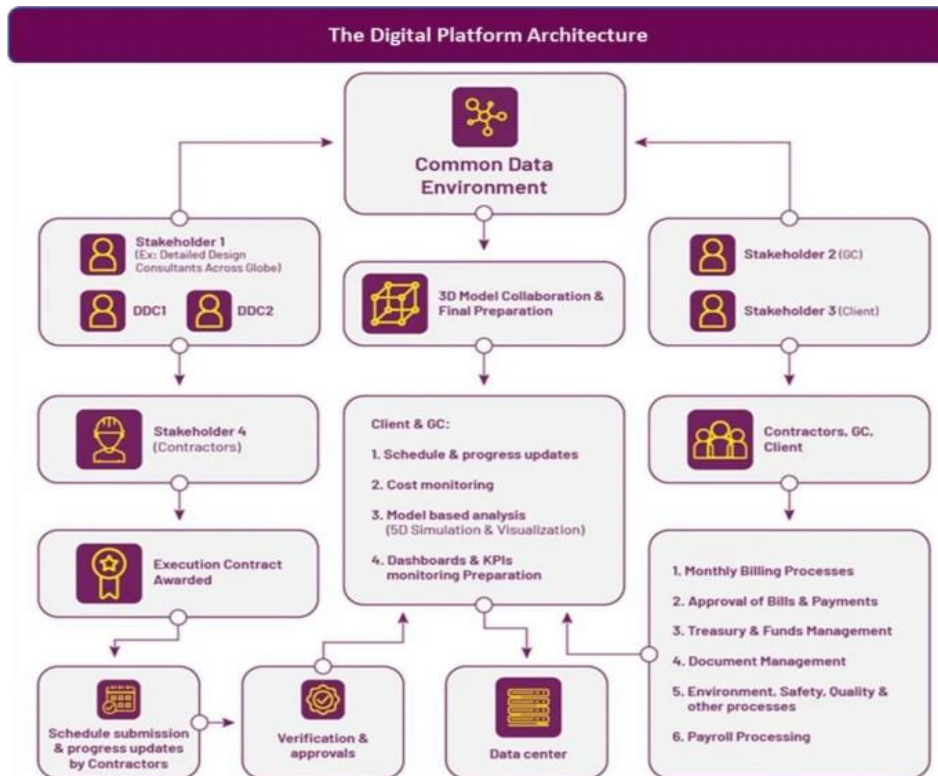 The Digital Platform Architecture
Common Data
Environment
Stakeholder 1
(Ex: Detailed Design
Consultants Across Globe)
DDC1
DDC2
3D Model Collaboration &
Final Preparation
Stakeholder 2 (GC)
Stakeholder 3 (Client)
Stakeholder 4
(Contractors)
Client & GC:
1. Schedule & progress updates
2. Cost monitoring
3. Model based analysis
(5D Simulation & Visualization)
4. Dashboards & KPIs
monitoring Preparation
Contractors, GC,
Client
Execution Contract
Awarded
1. Monthly Billing Processes
2. Approval of Bills & Payments
3. Treasury & Funds Management
4. Document Management
5. Environment, Safety, Quality &
other processes
6. Payroll Processing
Schedule submission
& progress updates
by Contractors
Verification &
approvals
Data center